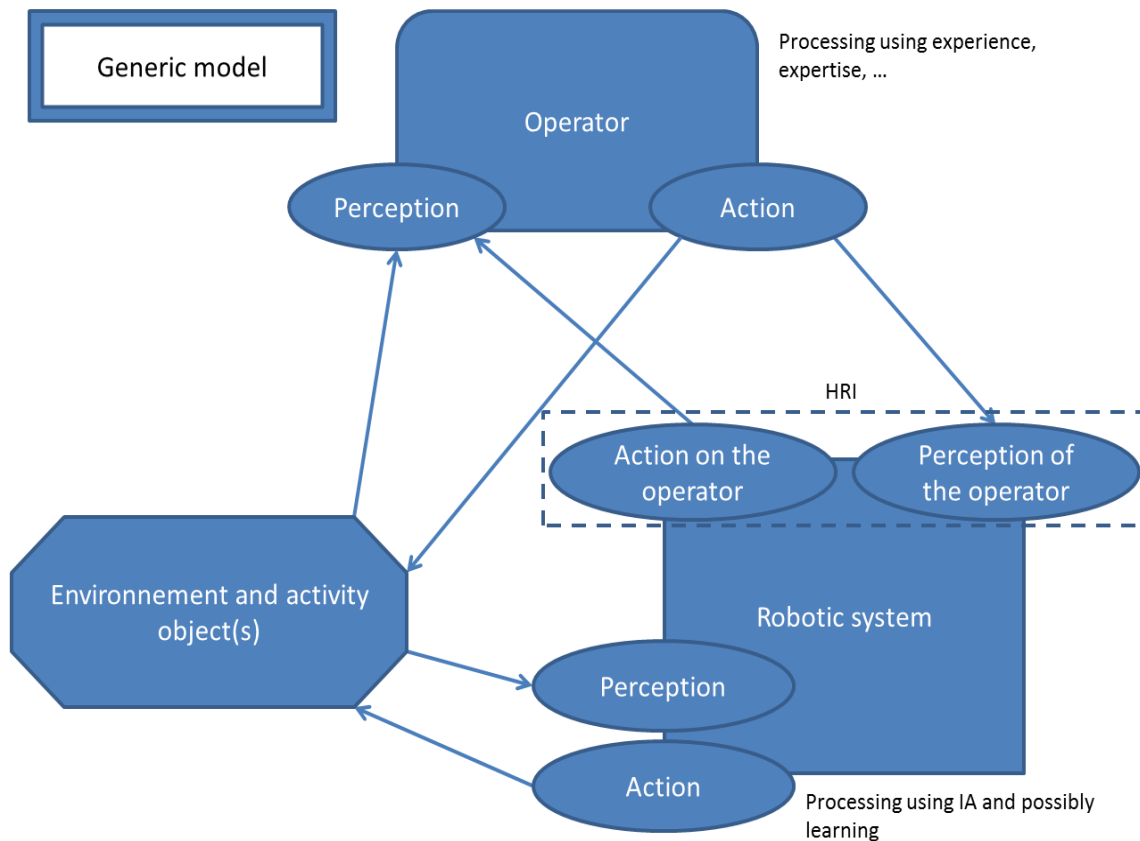 Generic model
Processing using experience,
expertise, ...
Operator
Perception
Action
HRI
Action on the
operator
Perception of
the operator
Environnement and activity
object(s)
Robotic system
Perception
Action
Processing using IA and possibly
learning